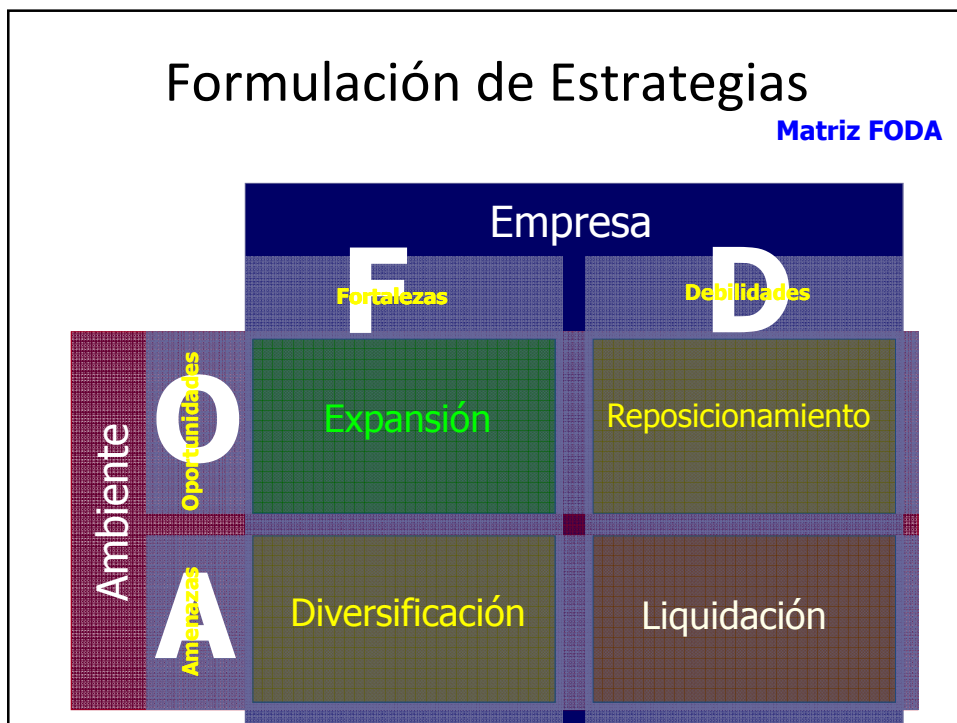 Formulación de Estrategias
Matriz FODA
Empresa
F
Fortalezas
D
Debilidades
Ambiente
O
Oportunidades
Expansión
Reposicionamiento
A
Amenazas
Diversificación
Liquidación